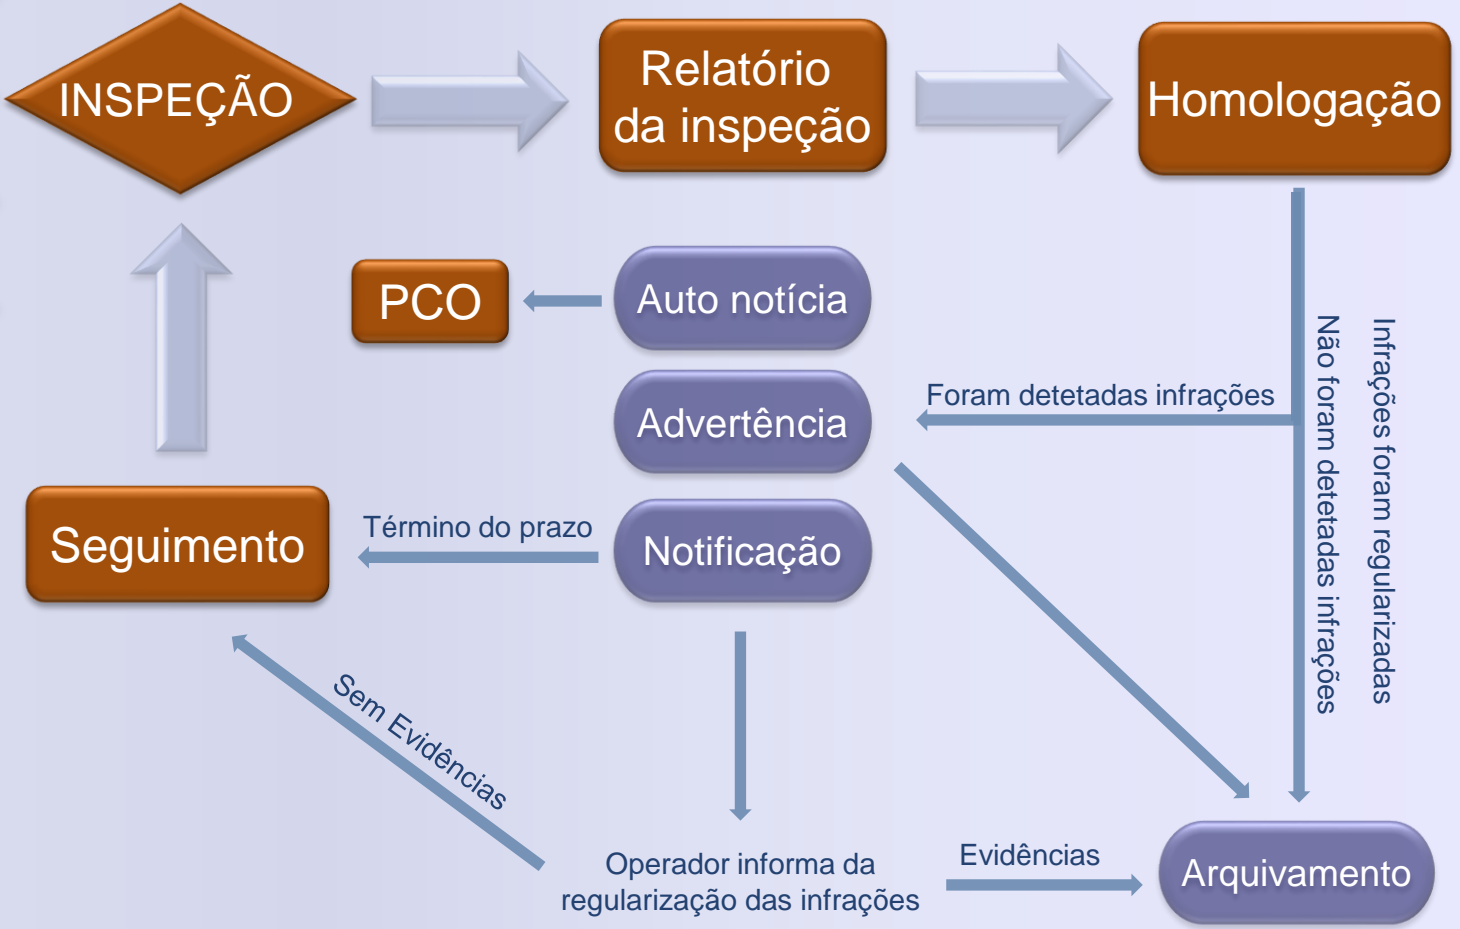 INSPEÇÃO
Relatório
da inspeção
Homologação
PCO
Auto notícia
Advertência
Foram detetadas infrações
Infrações foram regularizadas
Não foram detetadas infrações
Seguimento
Término do prazo
Notificação
Sem Evidências
Operador informa da
regularização das infrações
Evidências
Arquivamento